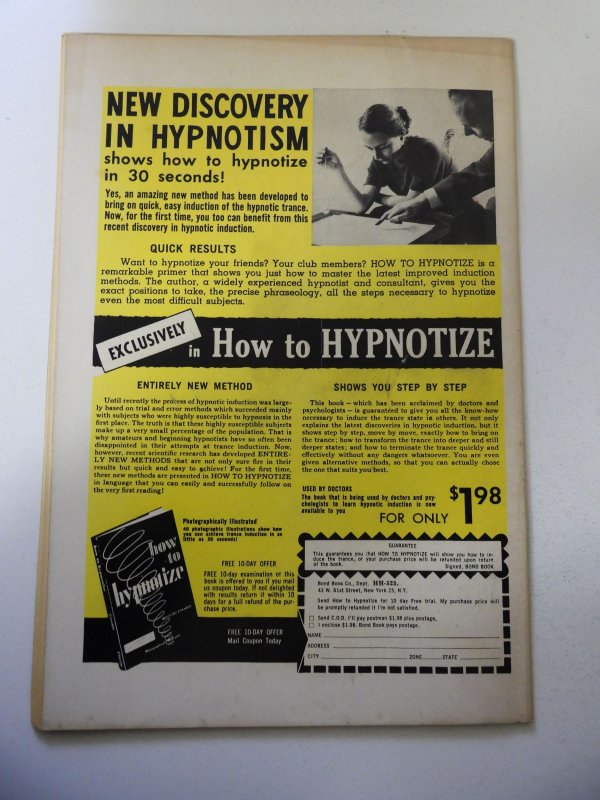 NEW DISCOVERY
IN HYPNOTISM
shows how to hypnotize
in 30 seconds!
Yes, an amazing new method has been developed to
bring on quick, easy induction of the hypnotic trance.
Now, for the first time, you too can benefit from this
recent discovery in hypnotic induction.
QUICK RESULTS
Want to hypnotize your friends? Your club members? HOW TO HYPNOTIZE is a
remarkable primer that shows you just how to master the latest improved induction
methods. The author, a widely experienced hypnotist and consultant, gives you the
exact positions to take, the precise phraseology, all the steps necessary to hypnotize
even the most difficult subjects.
EXCLUSIVELY
in How to HYPNOTIZE
ENTIRELY NEW METHOD
Until recently the process of hypnotic induction was large-
ly based on trial and error methods which succeeded mainly
with subjects who were highly susceptible to hypnosis in the
first place. The truth is that these highly susceptible subjects
make up a very small percentage of the population. That is
why amateurs and beginning hypnotists have so often been
disappointed in their attempts at trance induction. Now,
however, recent scientific research has developed ENTIRE-
LY NEW METHODS that are not only sure fire in their
results but quick and easy to achieve! For the first time,
these new methods are presented in HOW TO HYPNOTIZE
in language that you can easily and successfully follow on
the very first reading!
SHOWS YOU STEP BY STEP
This book — which has been acclaimed by doctors and
psychologists — is guaranteed to give you all the know-how
necessary to induce the trance state in others. It not only
explains the latest discoveries in hypnotic induction, but it
shows step by step, move by move, exactly how to bring on
the trance; how to transform the trance into deeper and still
deeper states; and how to terminate the trance quickly and
effectively without any dangers whatsover. You are even
given alternative methods, so that you can actually chose
the one that suits you best.
USED BY DOCTORS
The book that is being used by doctors and psy-
chologists to learn hypnotic induction is now
available to you
FOR ONLY $1 98
Photographically Illustrated
40 photographic illustrations show how
you can achieve trance induction in as
little as 30 seconds!
FREE 10-DAY OFFER
FREE 10-day examination of this
book is offered to you if you mail
us coupon today. If not delighted
with results return it within 10
days for a full refund of the pur-
chase price.
FREE 10-DAY OFFER
Mail Coupon Today
how
to
hypnotize
GUARANTEE
This guarantees that HOW TO HYPNOTIZE will show you how to in-
duce the trance, or your purchase price will be refunded upon return
of the book. Signed, BOND BOOK
Bond Book Co., Dept. HH-523,
43 W. 61st Street, New York 23, N.Y.
Send How to Hypnotize for 10 day Free trial. My purchase price will
be promptly refunded if I'm not satisfied.
Send C.O.D. I'll pay postman $1.98 plus postage.
I enclose $1.98. Bond Book pays postage.
NAME
ADDRESS
CITY ZONE STATE